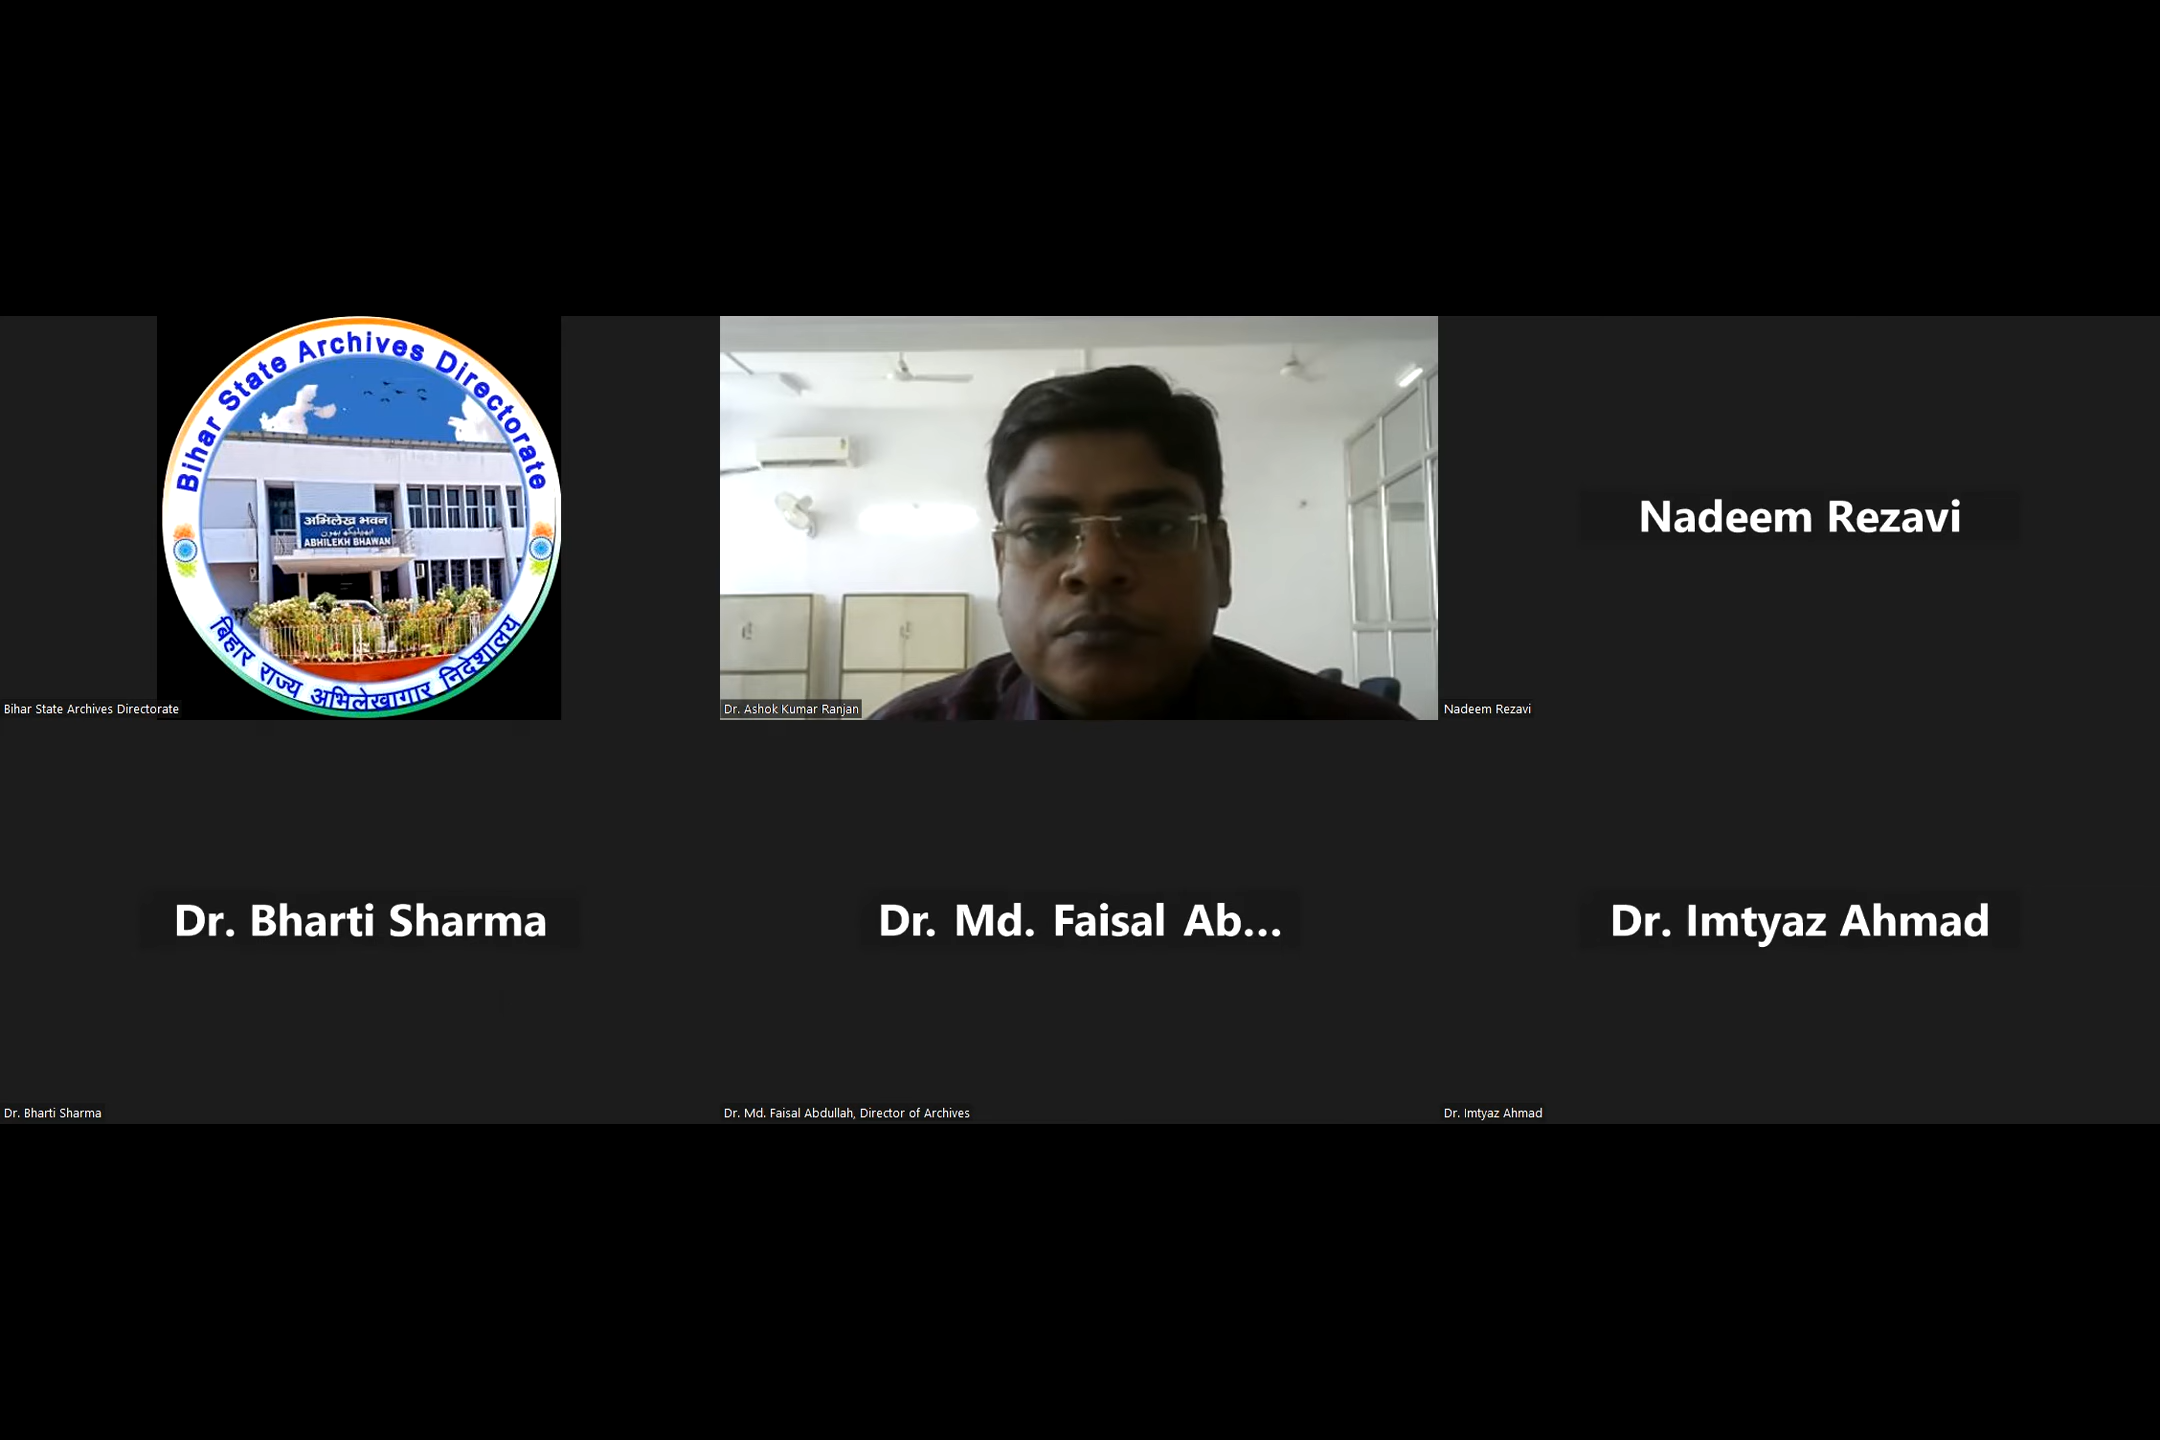 Bihar State Archives Directorate
अभिलेख भवन
ABHILEKH BHAWAN
बिहार राज्य अभिलेखागार निदेशालय
Bihar State Archives Directorate
Dr. Ashok Kumar Ranjan
Nadeem Rezavi
Nadeem Rezavi
Dr. Bharti Sharma
Dr. Md. Faisal Ab...
Dr. Imtyaz Ahmad
Dr. Bharti Sharma
Dr. Md. Faisal Abdullah, Director of Archives
Dr. Imtyaz Ahmad